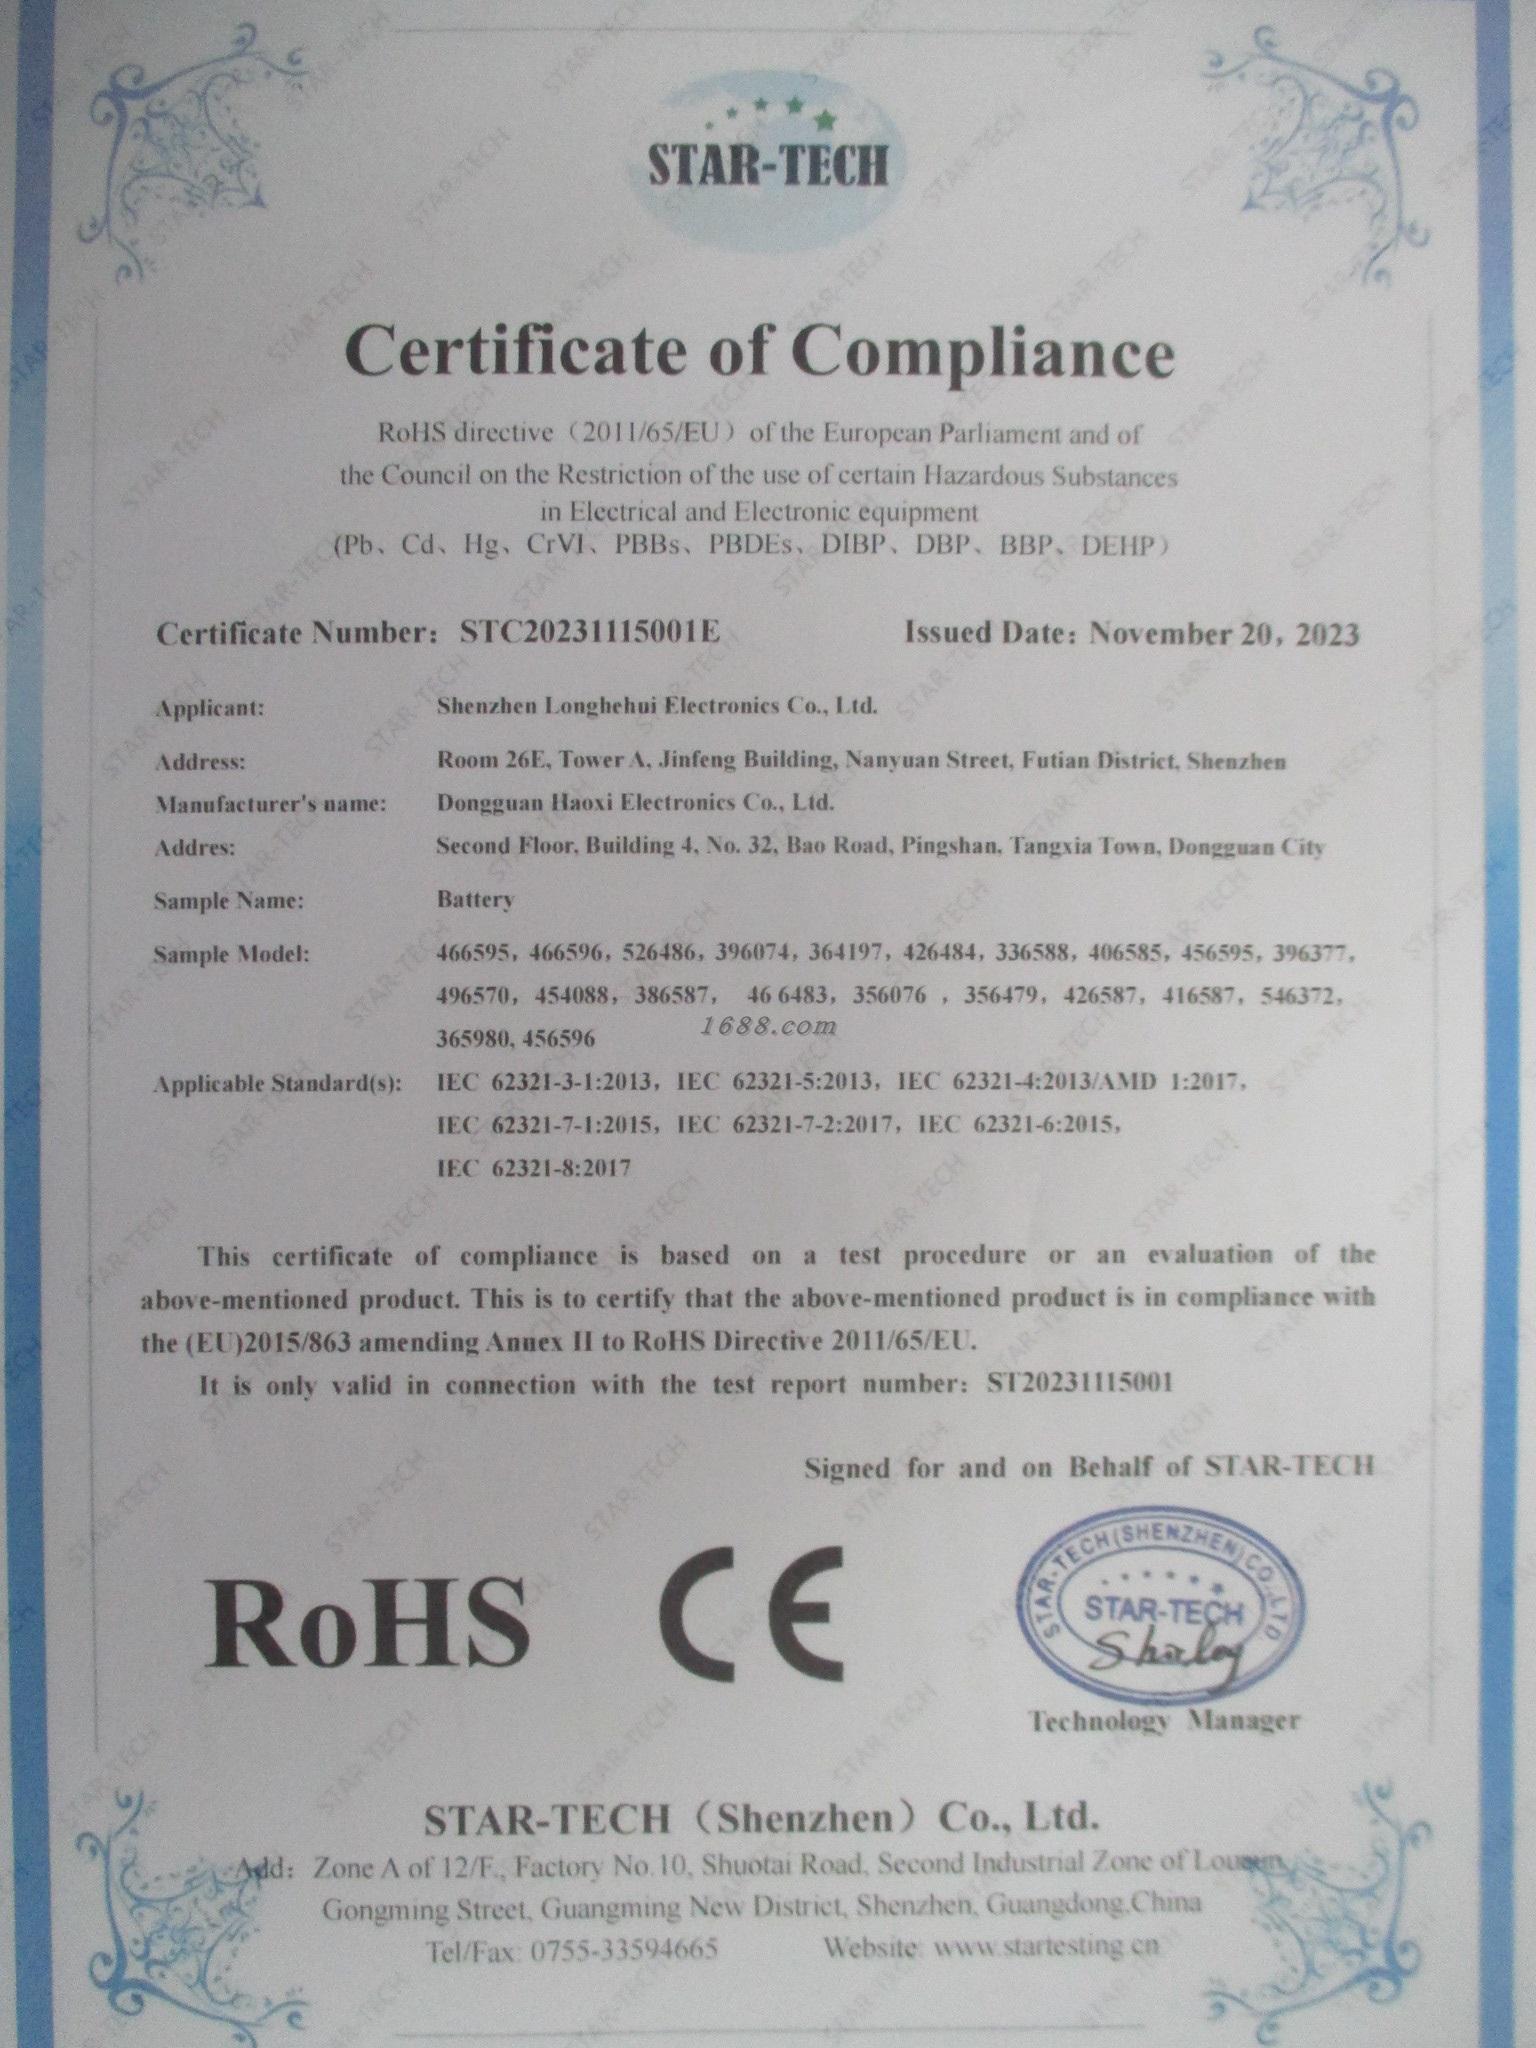 STAR-TECH
Certificate of Compliance
RoHS directive（2011/65/EU）of the European Parliament and of
the Council on the Restriction of the use of certain Hazardous Substances
in Electrical and Electronic equipment
(Pb、Cd、Hg、CrVI、PBBs、PBDEs、DIBP、DBP、BBP、DEHP)
Certificate Number：STC20231115001E Issued Date：November 20，2023
Applicant: Shenzhen Longhehui Electronics Co., Ltd.
Address: Room 26E, Tower A, Jinfeng Building, Nanyuan Street, Futian District, Shenzhen
Manufacturer's name: Dongguan Haoxi Electronics Co., Ltd.
Addres: Second Floor, Building 4, No. 32, Bao Road, Pingshan, Tangxia Town, Dongguan City
Sample Name: Battery
Sample Model: 466595，466596，526486，396074，364197，426484，336588，406585，456595，396377，
496570，454088，386587， 46 6483，356076 ，356479，426587，416587，546372，
1688.com
365980, 456596
Applicable Standard(s): IEC 62321-3-1:2013，IEC 62321-5:2013，IEC 62321-4:2013/AMD 1:2017，
IEC 62321-7-1:2015，IEC 62321-7-2:2017，IEC 62321-6:2015，
IEC 62321-8:2017
This certificate of compliance is based on a test procedure or an evaluation of the
above-mentioned product. This is to certify that the above-mentioned product is in compliance with
the (EU)2015/863 amending Annex II to RoHS Directive 2011/65/EU.
It is only valid in connection with the test report number：ST20231115001
Signed for and on Behalf of STAR-TECH
RoHS CE
STAR-TECH(SHENZHEN)CO.,LTD
STAR-TECH
Technology Manager
STAR-TECH（Shenzhen）Co., Ltd.
Add：Zone A of 12/F., Factory No.10, Shuotai Road, Second Industrial Zone of
Gongming Street, Guangming New District, Shenzhen, Guangdong.China
Tel/Fax: 0755-33594665 Website: www.startesting.cn